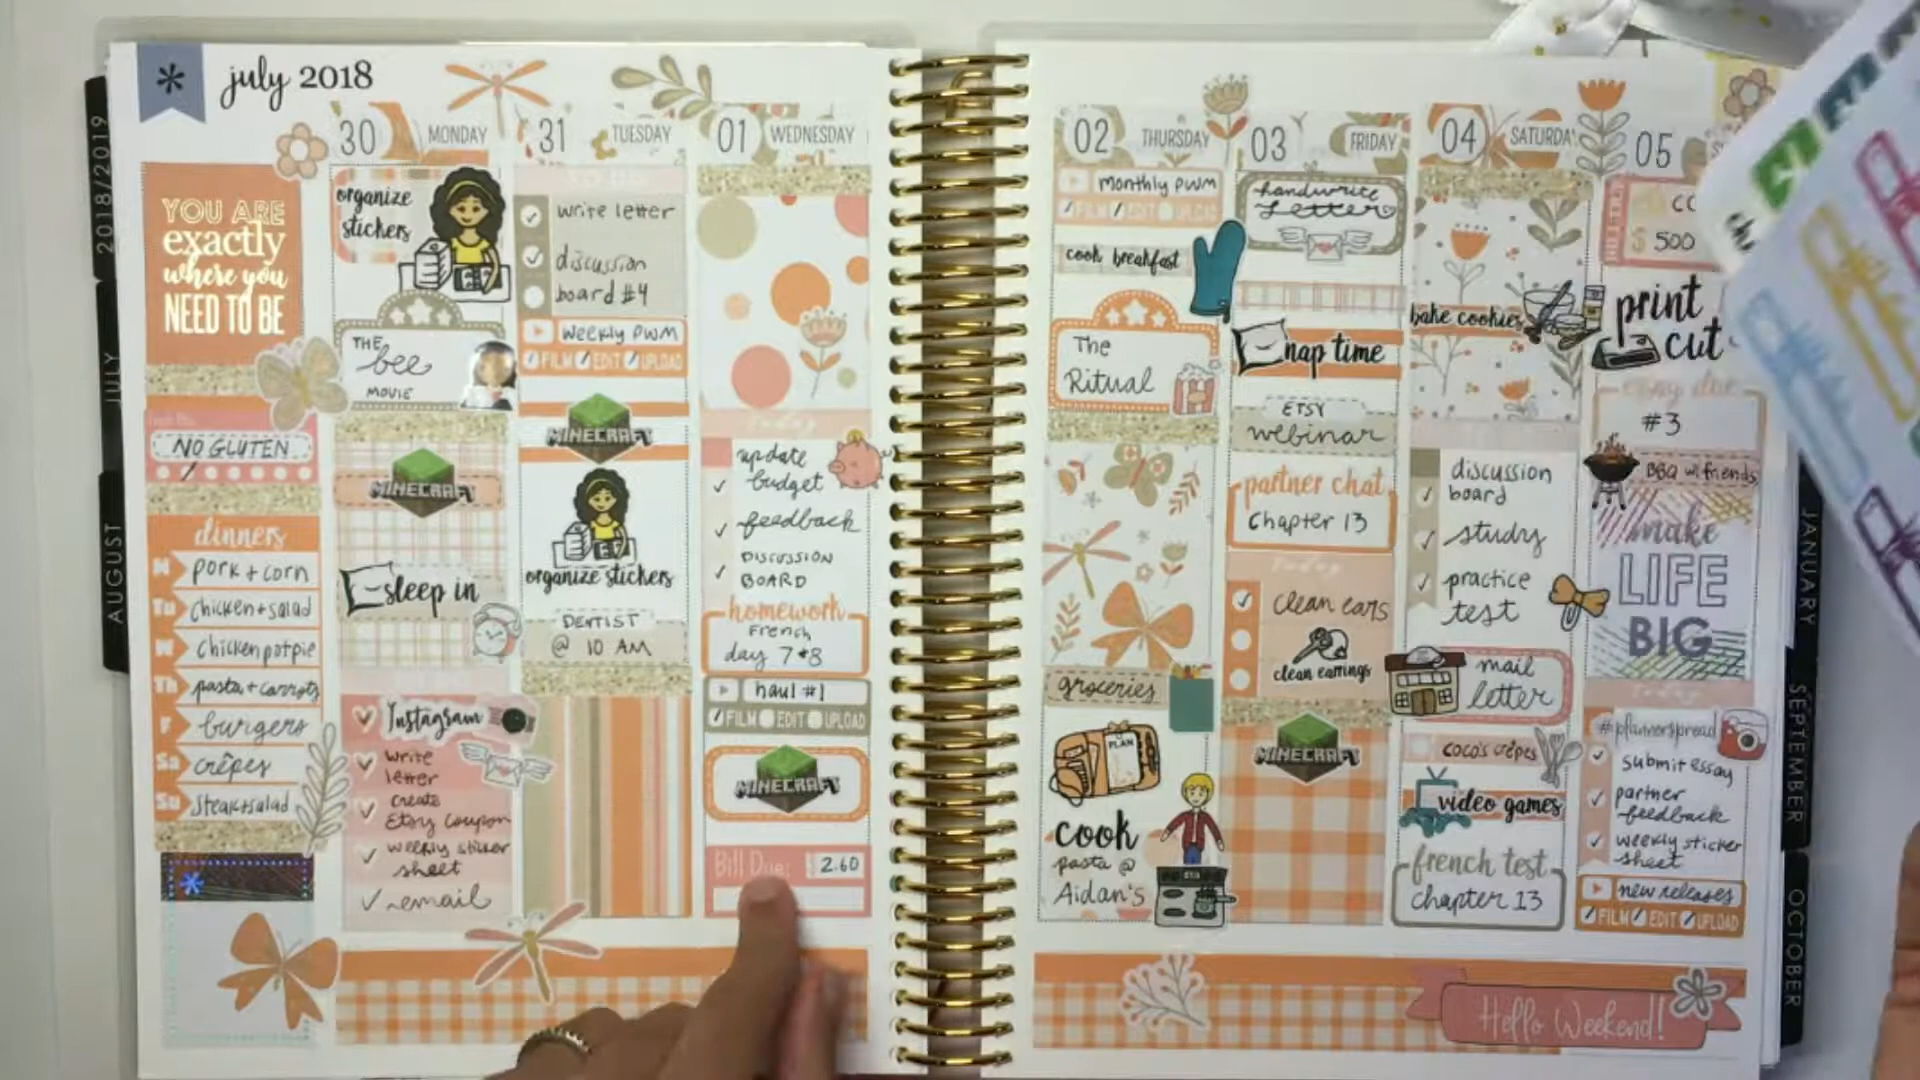 july 2018
2018/2019
JULY
AUGUST
YOU ARE
exactly
where you
NEED TO BE
NO GLUTEN
dinners
M pork + corn
Tu chicken + salad
W chicken potpie
Th pasta + carrots
F burgers
Sa crêpes
Su steak + salad
30 MONDAY
organize
stickers
THE
bee
MOVIE
MINECRAFT
sleep in
Instagram
write
letter
create
Etsy coupon
weekly sticker
sheet
email
31 TUESDAY
write letter
discussion
board #4
weekly PWM
FILM EDIT UPLOAD
MINECRAFT
organize stickers
DENTIST
@ 10 AM
01 WEDNESDAY
update
budget
feedback
DISCUSSION
BOARD
homework
French
day 7+8
haul #1
FILM EDIT UPLOAD
MINECRAFT
Bill Due: $ 2.60
02 THURSDAY
monthly PWM
FILM EDIT UPLOAD
cook breakfast
The
Ritual
groceries
PLAN
cook
pasta @
Aidan's
03 FRIDAY
handwrite
letter
nap time
ETSY
webinar
partner chat
Chapter 13
Today
clean ears
clean earrings
MINECRAFT
04 SATURDAY
bake cookies
discussion
board
study
practice
test
mail
letter
coco's crêpes
video games
french test
chapter 13
05
$ 500
print
cut
essay due
#3
BBQ w/ friends
make
LIFE
BIG
Today
#plannerspread
submit essay
partner
feedback
weekly sticker
sheet
new releases
FILM EDIT UPLOAD
Hello Weekend!
JANUARY
SEPTEMBER
OCTOBER